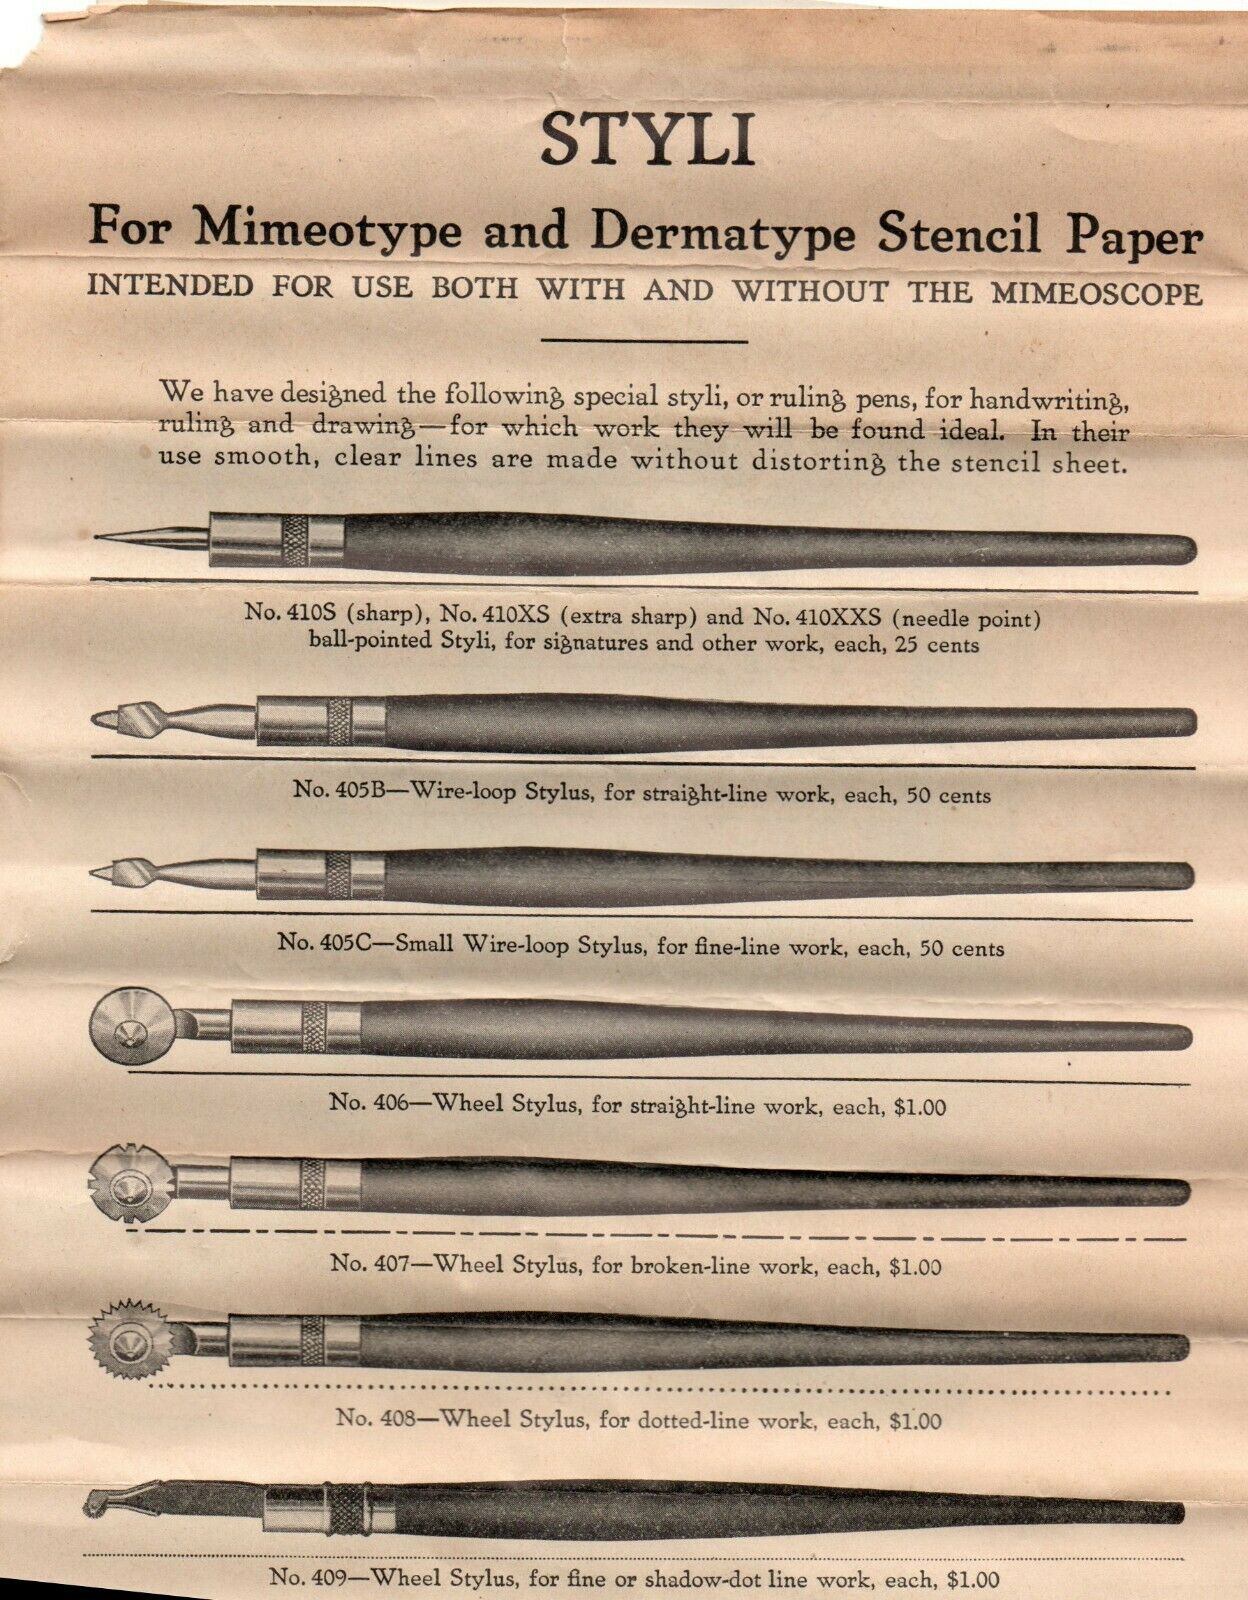 STYLI
For Mimeotype and Dermatype Stencil Paper
INTENDED FOR USE BOTH WITH AND WITHOUT THE MIMEOSCOPE
We have designed the following special styli, or ruling pens, for handwriting,
ruling and drawing—for which work they will be found ideal. In their
use smooth, clear lines are made without distorting the stencil sheet.
No. 410S (sharp), No. 410XS (extra sharp) and No. 410XXS (needle point)
ball-pointed Styli, for signatures and other work, each, 25 cents
No. 405B—Wire-loop Stylus, for straight-line work, each, 50 cents
No. 405C—Small Wire-loop Stylus, for fine-line work, each, 50 cents
No. 406—Wheel Stylus, for straight-line work, each, $1.00
No. 407—Wheel Stylus, for broken-line work, each, $1.00
No. 408—Wheel Stylus, for dotted-line work, each, $1.00
No. 409—Wheel Stylus, for fine or shadow-dot line work, each, $1.00